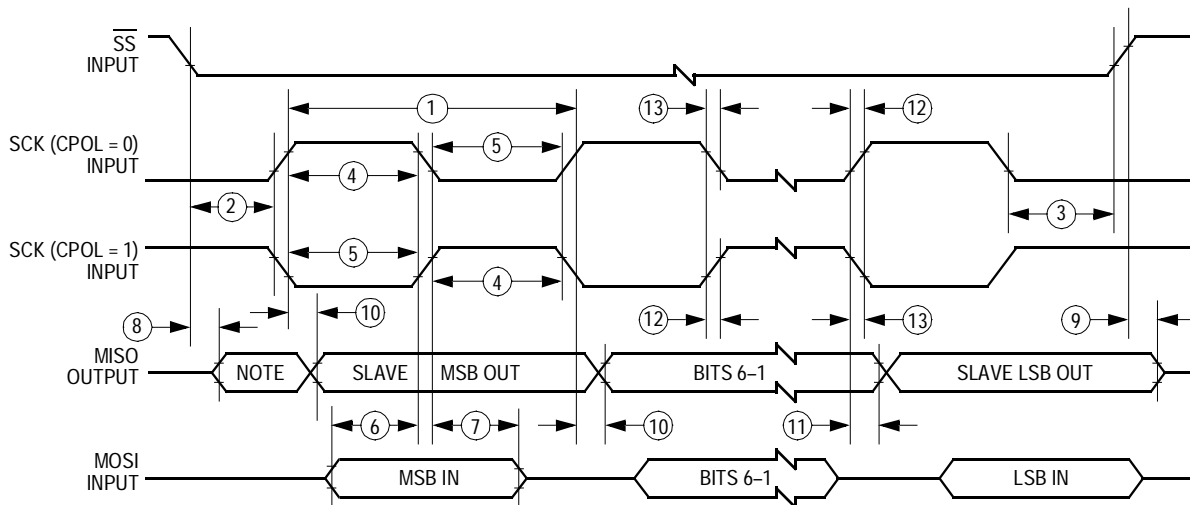 SS
INPUT
1
13
12
SCK (CPOL = 0)
INPUT
5
4
2
3
SCK (CPOL = 1)
INPUT
5
4
8
10
12
13
9
MISO
OUTPUT
NOTE
SLAVE
MSB OUT
BITS 6–1
SLAVE LSB OUT
6
7
10
11
MOSI
INPUT
MSB IN
BITS 6–1
LSB IN